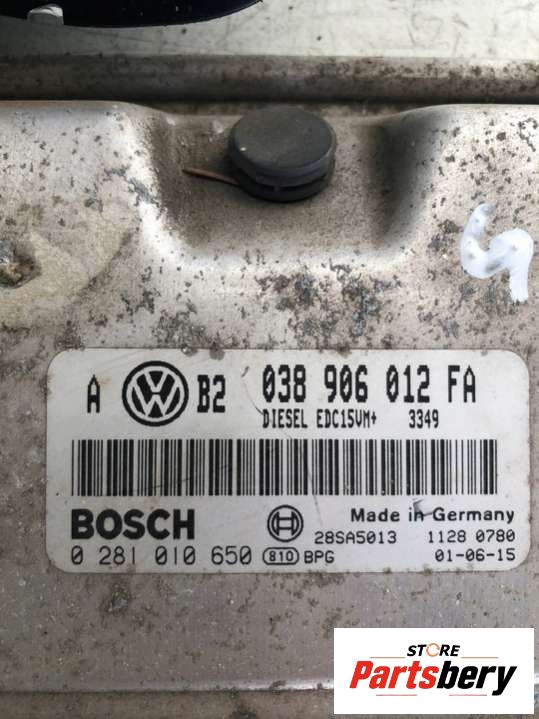 A VW B2 038 906 012 FA
DIESEL EDC15VM+ 3349
BOSCH Made in Germany
28SA5013 1128 0780
0 281 010 650 810 BPG 01-06-15
STORE
Partsbery